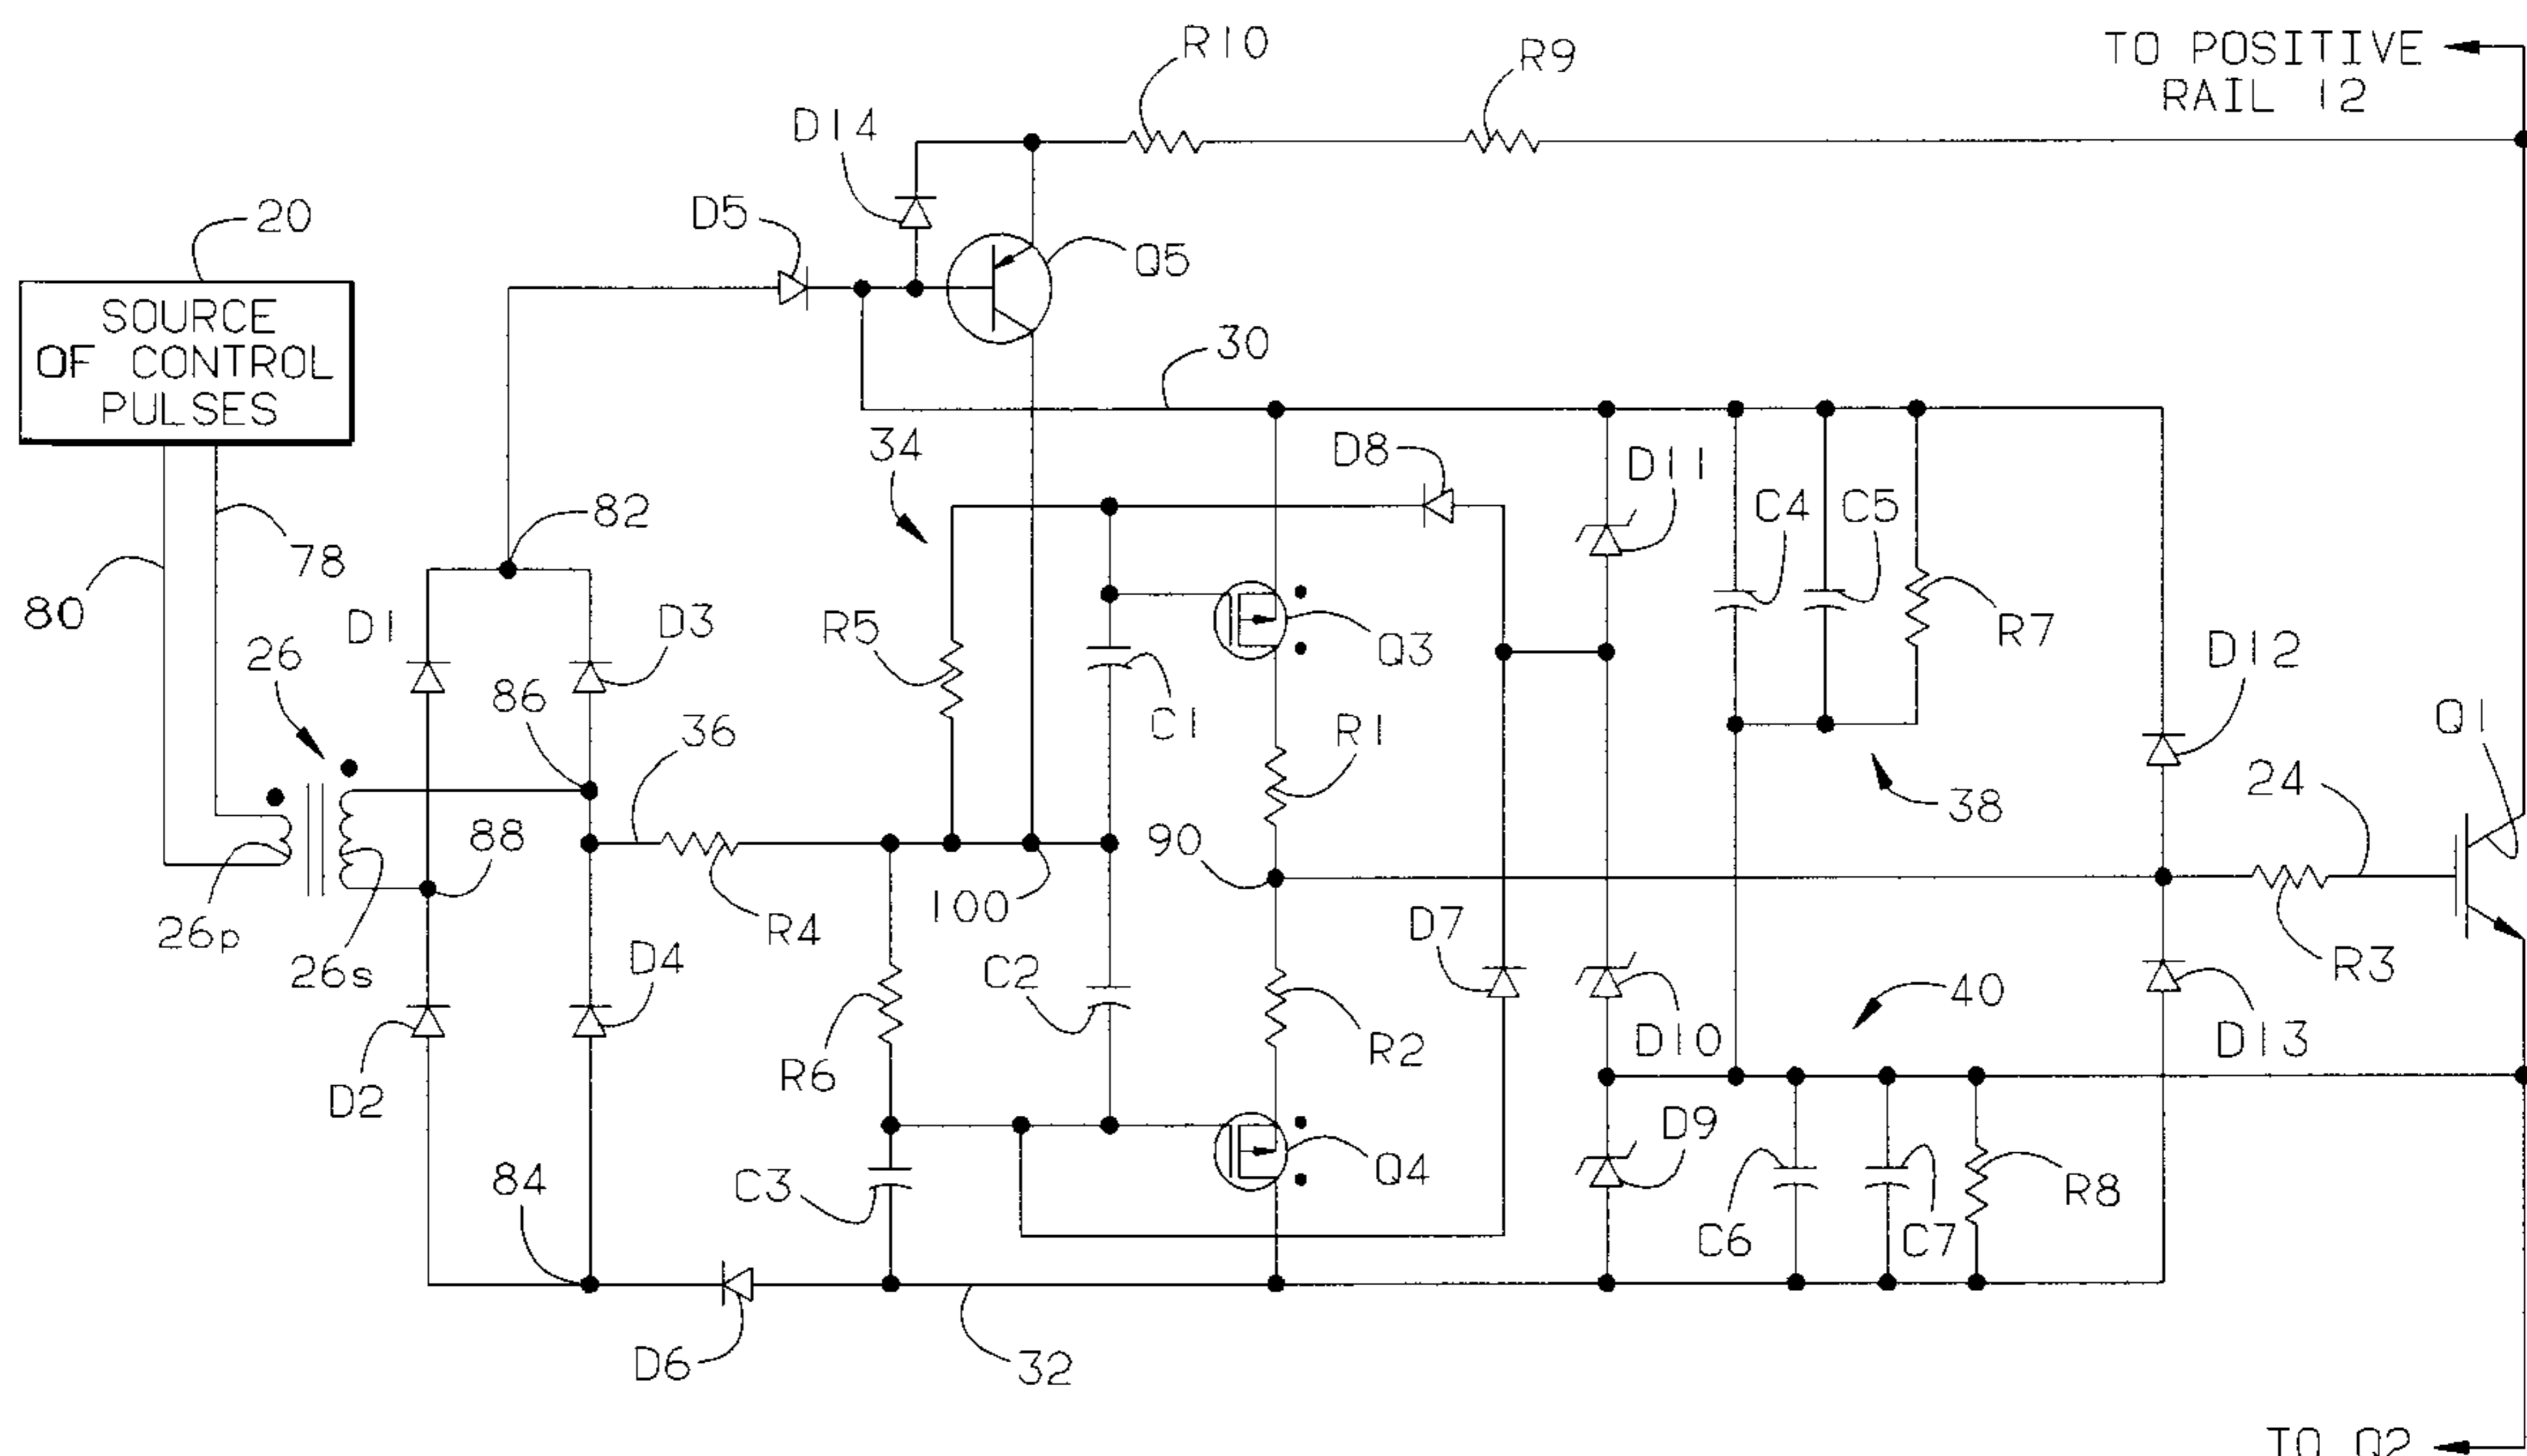 R10
R9
TO POSITIVE
RAIL 12
D14
D5
20
Q5
SOURCE
OF CONTROL
PULSES
30
34
D8
D11
C4
C5
82
78
80
D1
D3
R5
Q3
R7
D12
26
86
36
C1
R1
Q1
38
24
88
90
100
R4
26p
26s
D4
C2
D7
R3
40
R6
R2
D10
D13
D2
D9
84
C3
Q4
C6
C7
R8
D6
32
TO Q2